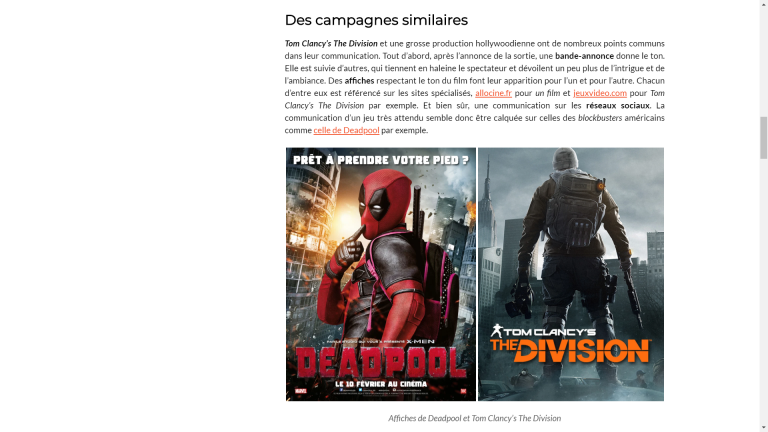 Des campagnes similaires
Tom Clancy's The Division et une grosse production hollywoodienne ont de nombreux points communs
dans leur communication. Tout d'abord, après l'annonce de la sortie, une bande-annonce donne le ton.
Elle est suivie d'autres, qui tiennent en haleine le spectateur et dévoilent un peu plus de l'intrigue et de
l'ambiance. Des affiches respectant le ton du film font leur apparition pour l'un et pour l'autre. Chacun
d'entre eux est référencé sur les sites spécialisés, allocine.fr pour un film et jeuxvideo.com pour Tom
Clancy's The Division par exemple. Et bien sûr, une communication sur les réseaux sociaux. La
communication d'un jeu très attendu semble donc être calquée sur celles des blockbusters américains
comme celle de Deadpool par exemple.
PRÊT À PRENDRE VOTRE PIED ?
X-MEN
DEADPOOL
LE 10 FÉVRIER AU CINÉMA
MARVEL
TOM CLANCY'S
THE DIVISION
Affiches de Deadpool et Tom Clancy's The Division